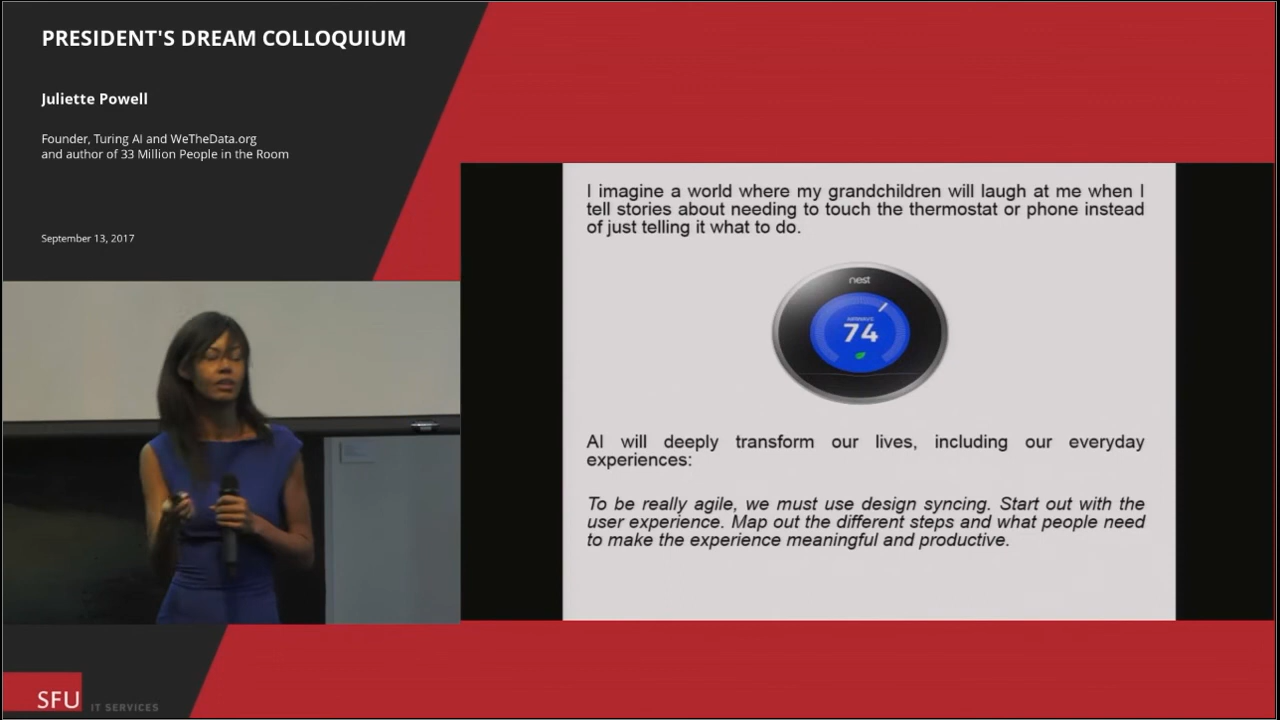 PRESIDENT'S DREAM COLLOQUIUM
Juliette Powell
Founder, Turing AI and WeTheData.org
and author of 33 Million People in the Room
September 13, 2017
I imagine a world where my grandchildren will laugh at me when I
tell stories about needing to touch the thermostat or phone instead
of just telling it what to do.
nest
74
AI will deeply transform our lives, including our everyday
experiences:
To be really agile, we must use design syncing. Start out with the
user experience. Map out the different steps and what people need
to make the experience meaningful and productive.
SFU IT SERVICES